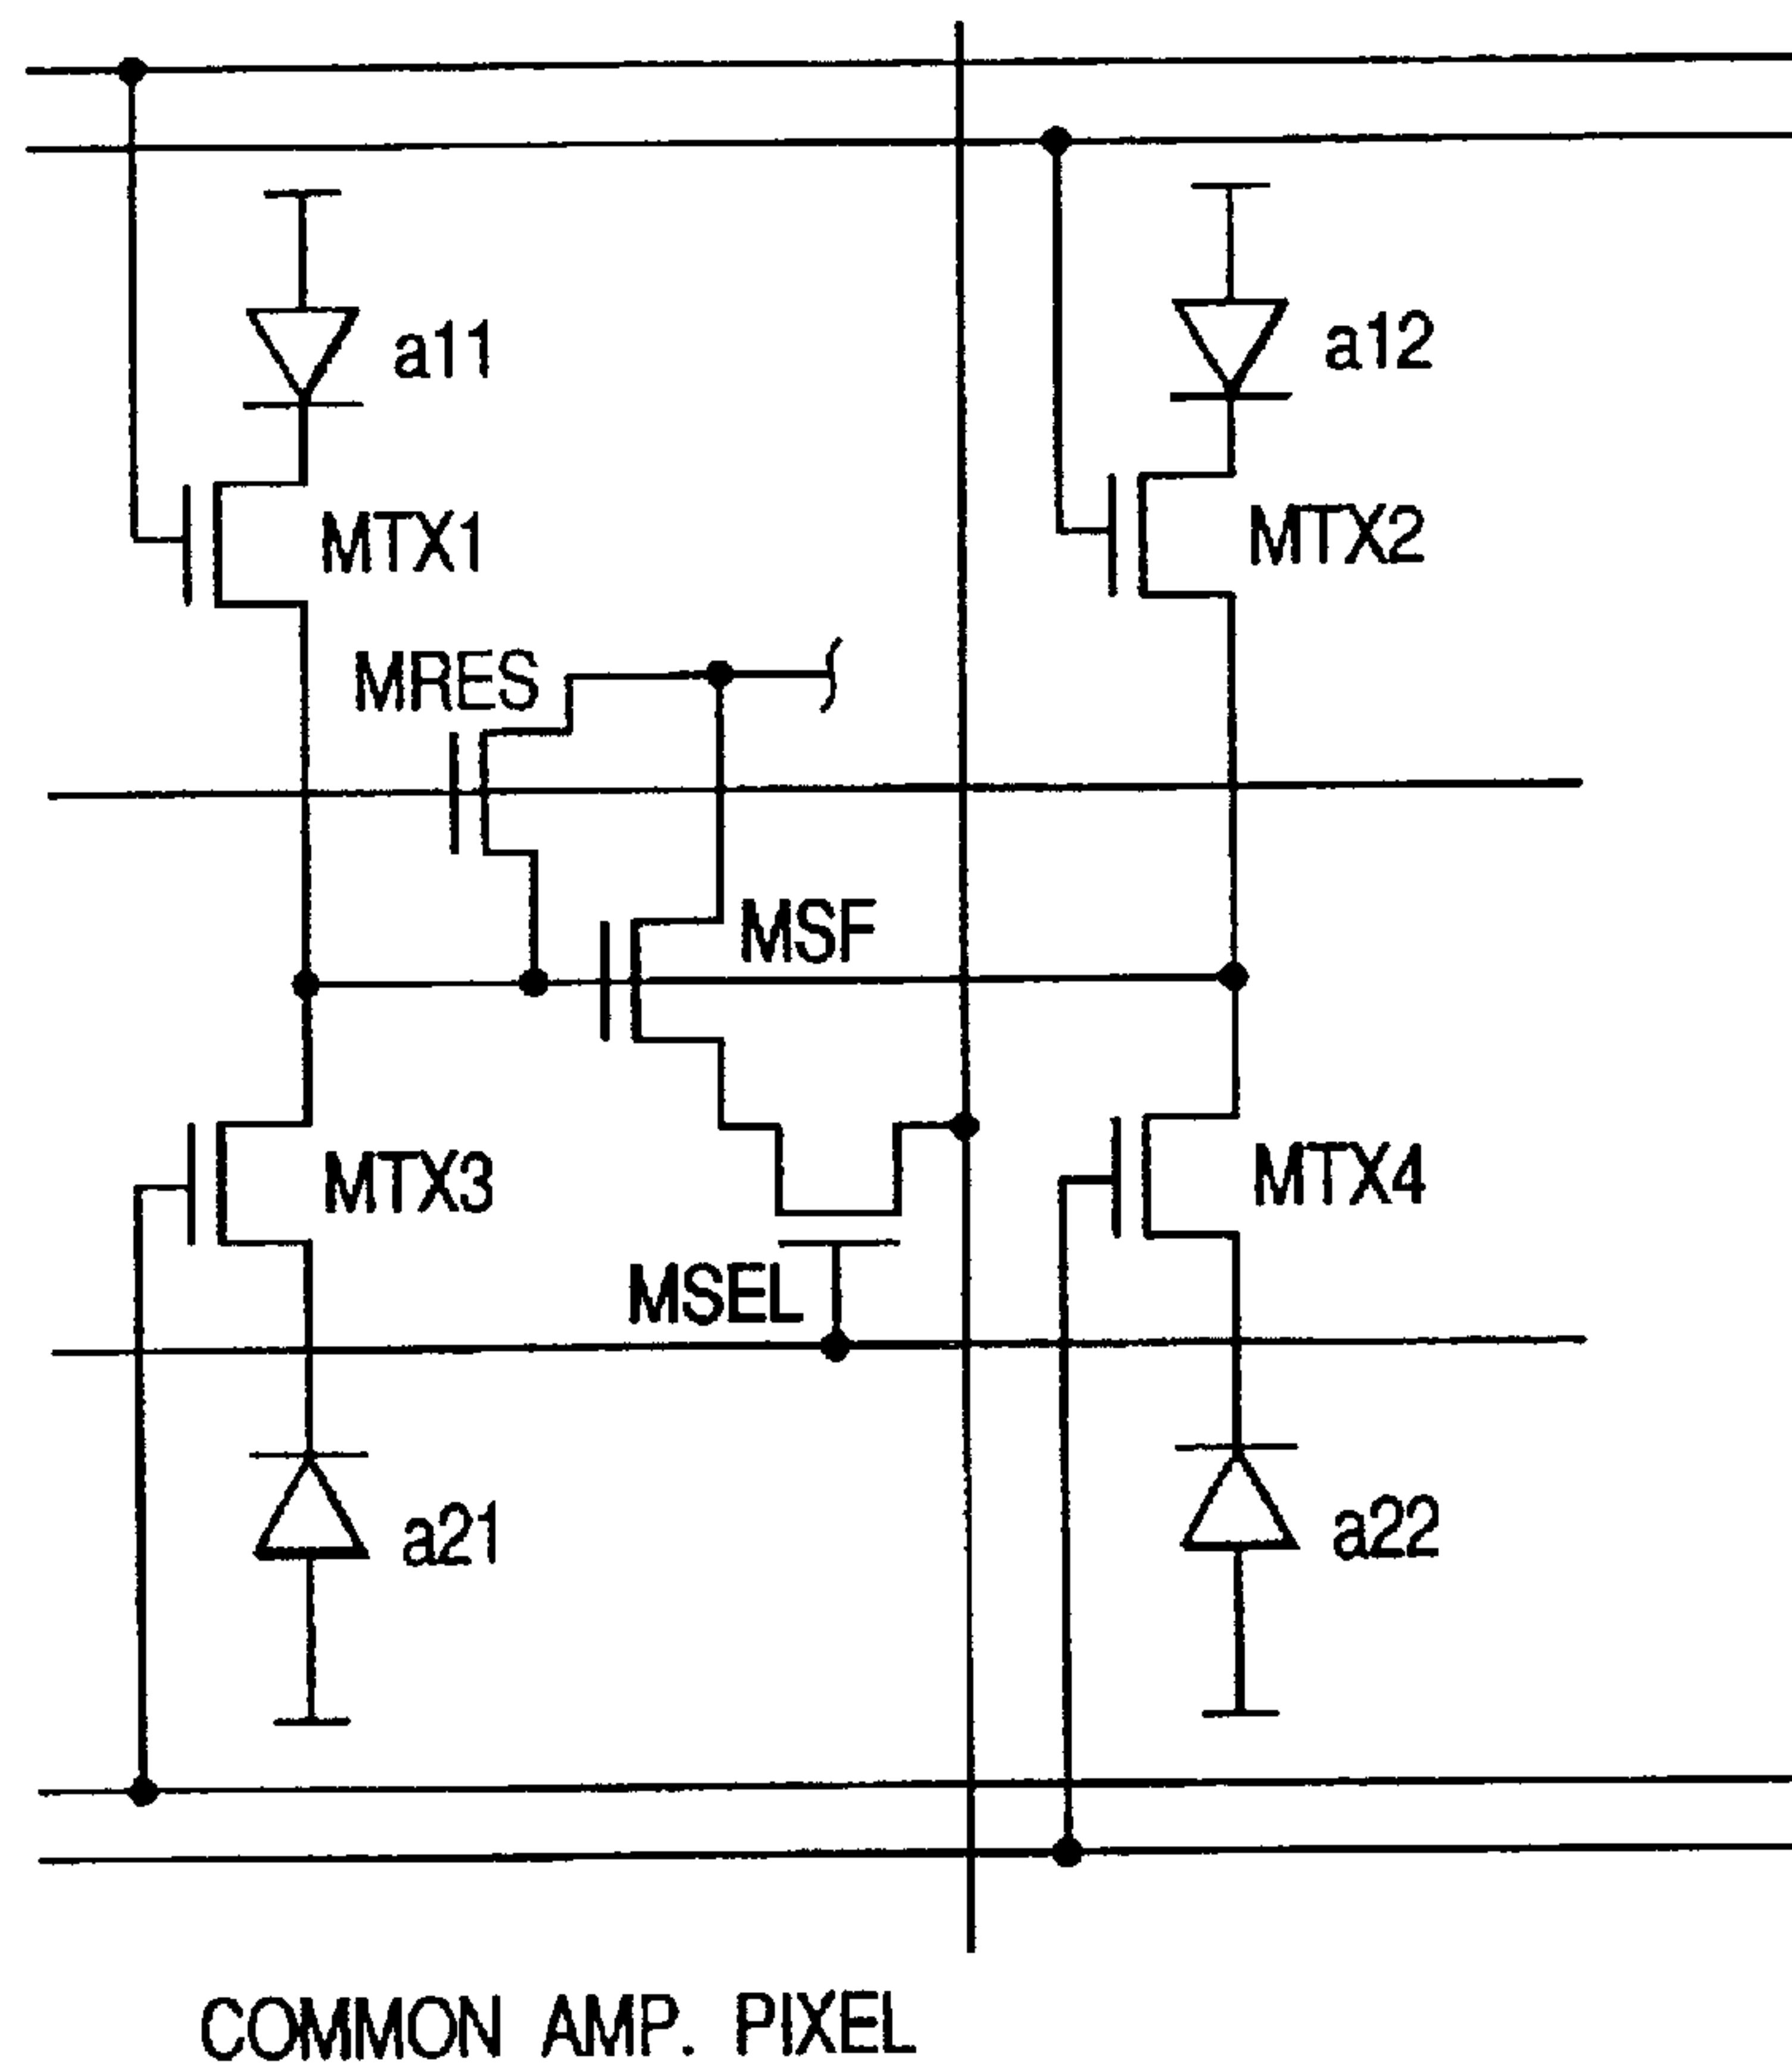 a11
a12
MTX1
MTX2
MRES
MSF
MTX3
MTX4
MSEL
a21
a22
COMMON AMP. PIXEL